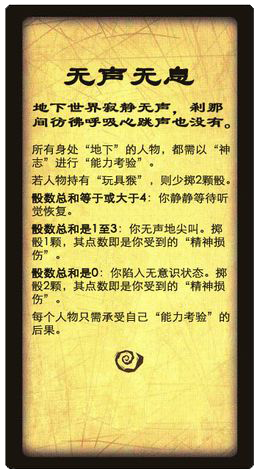 无声无息
地下世界寂静无声，刹那
间彷彿呼吸心跳声也没有。
所有身处“地下”的人物，都需以“神
志”进行“能力考验”。
若人物持有“玩具猴”，则少掷2颗骰。
骰数总和等于或大于4：你静静等待听
觉恢复。
骰数总和是1至3：你无声地尖叫。掷
骰1颗，其点数即是你受到的“精神损
伤”。
骰数总和是0：你陷入无意识状态。掷
骰2颗，其点数即是你受到的“精神损
伤”。
每个人物只需承受自己“能力考验”的
后果。